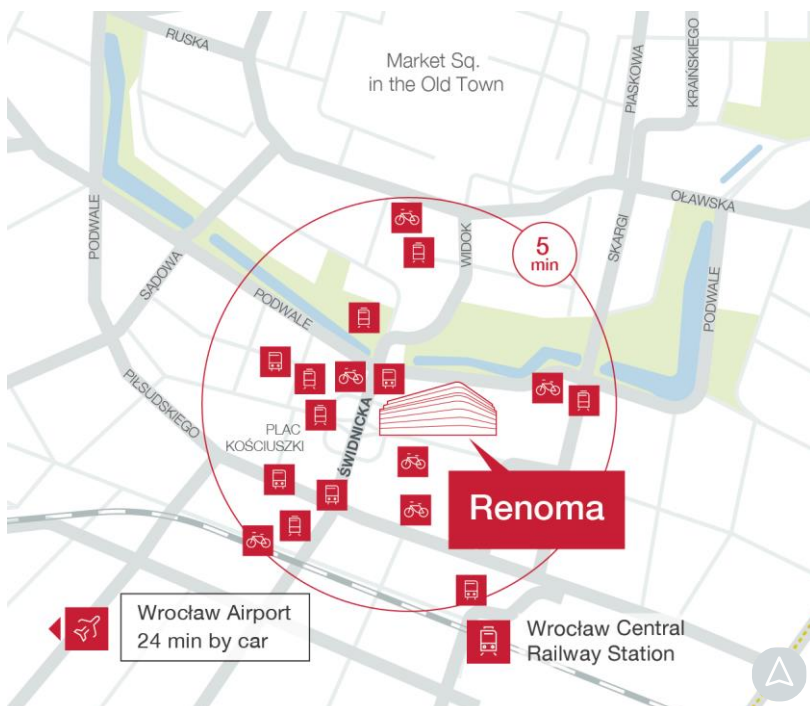 RUSKA
Market Sq.
in the Old Town
PIASKOWA
KRAIŃSKIEGO
PODWALE
SĄDOWA
PODWALE
WIDOK
5
min
SKARGI
OŁAWSKA
PODWALE
PIŁSUDSKIEGO
PLAC
KOŚCIUSZKI
ŚWIDNICKA
Renoma
Wrocław Airport
24 min by car
Wrocław Central
Railway Station